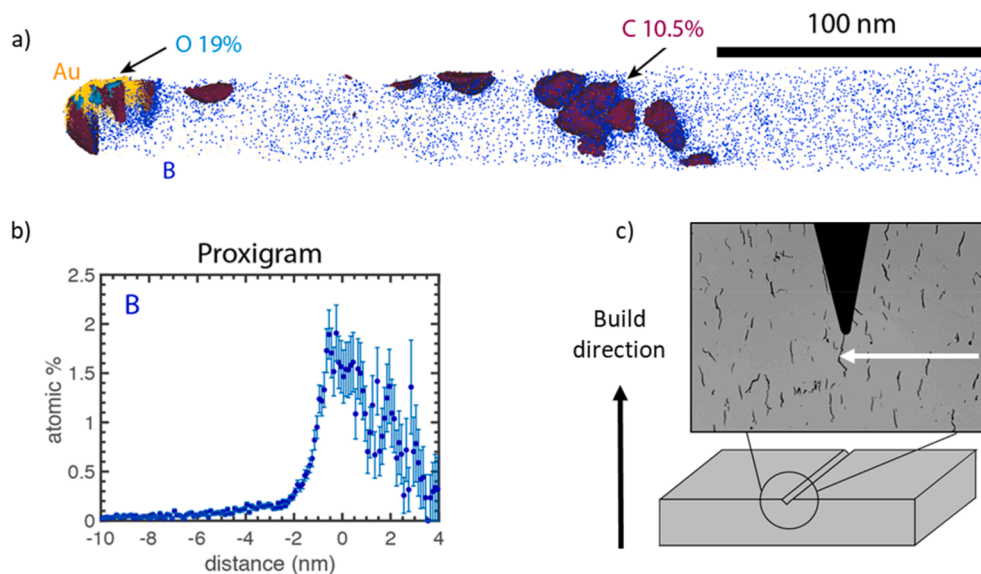 a)
O 19%
Au
B
C 10.5%
100 nm
b)
Proxigram
B
atomic %
2.5
2
1.5
1
0.5
0
-10 -8 -6 -4 -2 0 2 4
distance (nm)
c)
Build
direction